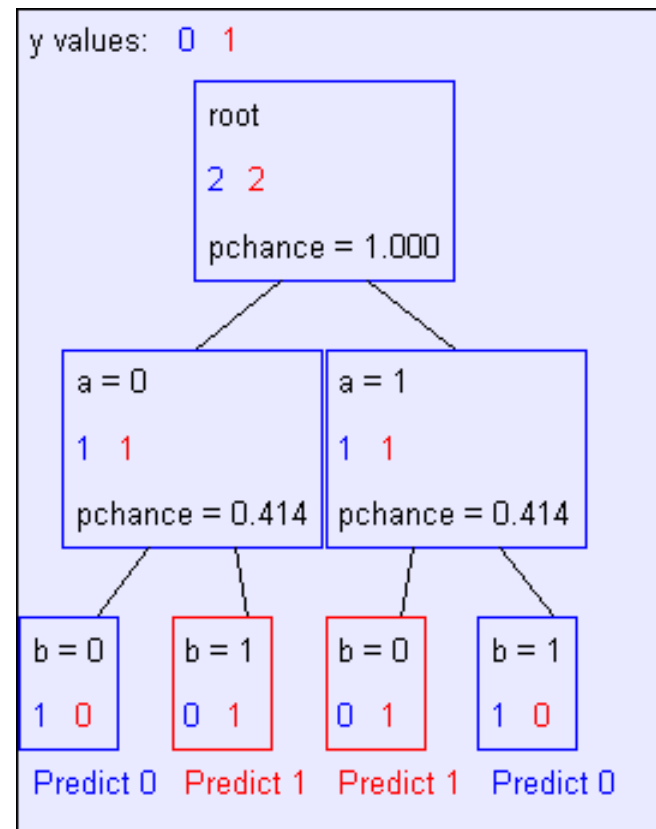 y values: 0 1
root
2 2
pchance = 1.000
a = 0
1 1
pchance = 0.414
a = 1
1 1
pchance = 0.414
b = 0
1 0
Predict 0
b = 1
0 1
Predict 1
b = 0
0 1
Predict 1
b = 1
1 0
Predict 0